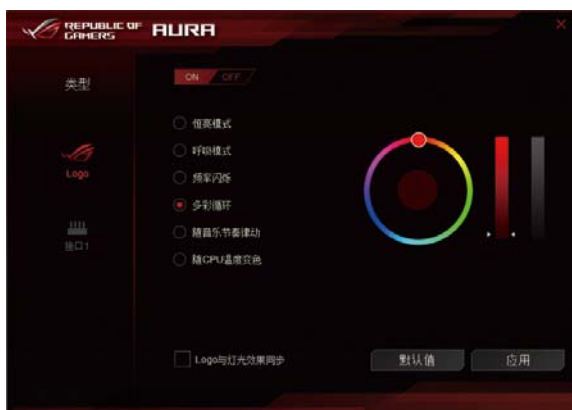 REPUBLIC OF
GAMERS
AURA
类型
ON OFF
恒亮模式
呼吸模式
频率闪烁
Logo
多彩循环
随音乐节奏律动
接口1
随CPU温度变色
Logo与灯光效果同步
默认值
应用